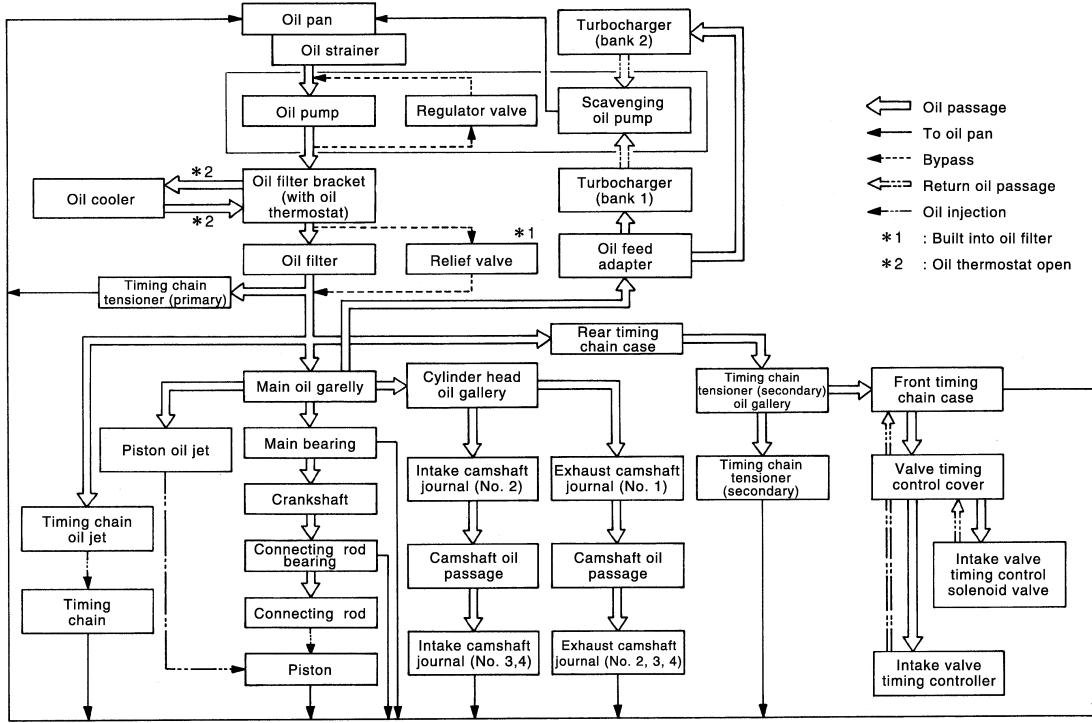 Oil pan
Oil strainer
Turbocharger
(bank 2)
Oil pump
Regulator valve
Scavenging
oil pump
Oil passage
To oil pan
Bypass
Return oil passage
Oil injection
*1 : Built into oil filter
*2 : Oil thermostat open
Oil cooler
*2
*2
Oil filter bracket
(with oil
thermostat)
Turbocharger
(bank 1)
*1
Oil filter
Relief valve
Oil feed
adapter
Timing chain
tensioner (primary)
Rear timing
chain case
Main oil garelly
Cylinder head
oil gallery
Timing chain
tensioner (secondary)
oil gallery
Front timing
chain case
Piston oil jet
Main bearing
Intake camshaft
journal (No. 2)
Exhaust camshaft
journal (No. 1)
Timing chain
tensioner
(secondary)
Valve timing
control cover
Crankshaft
Timing chain
oil jet
Connecting rod
bearing
Camshaft oil
passage
Camshaft oil
passage
Intake valve
timing control
solenoid valve
Timing
chain
Connecting rod
Piston
Intake camshaft
journal (No. 3,4)
Exhaust camshaft
journal (No. 2, 3, 4)
Intake valve
timing controller